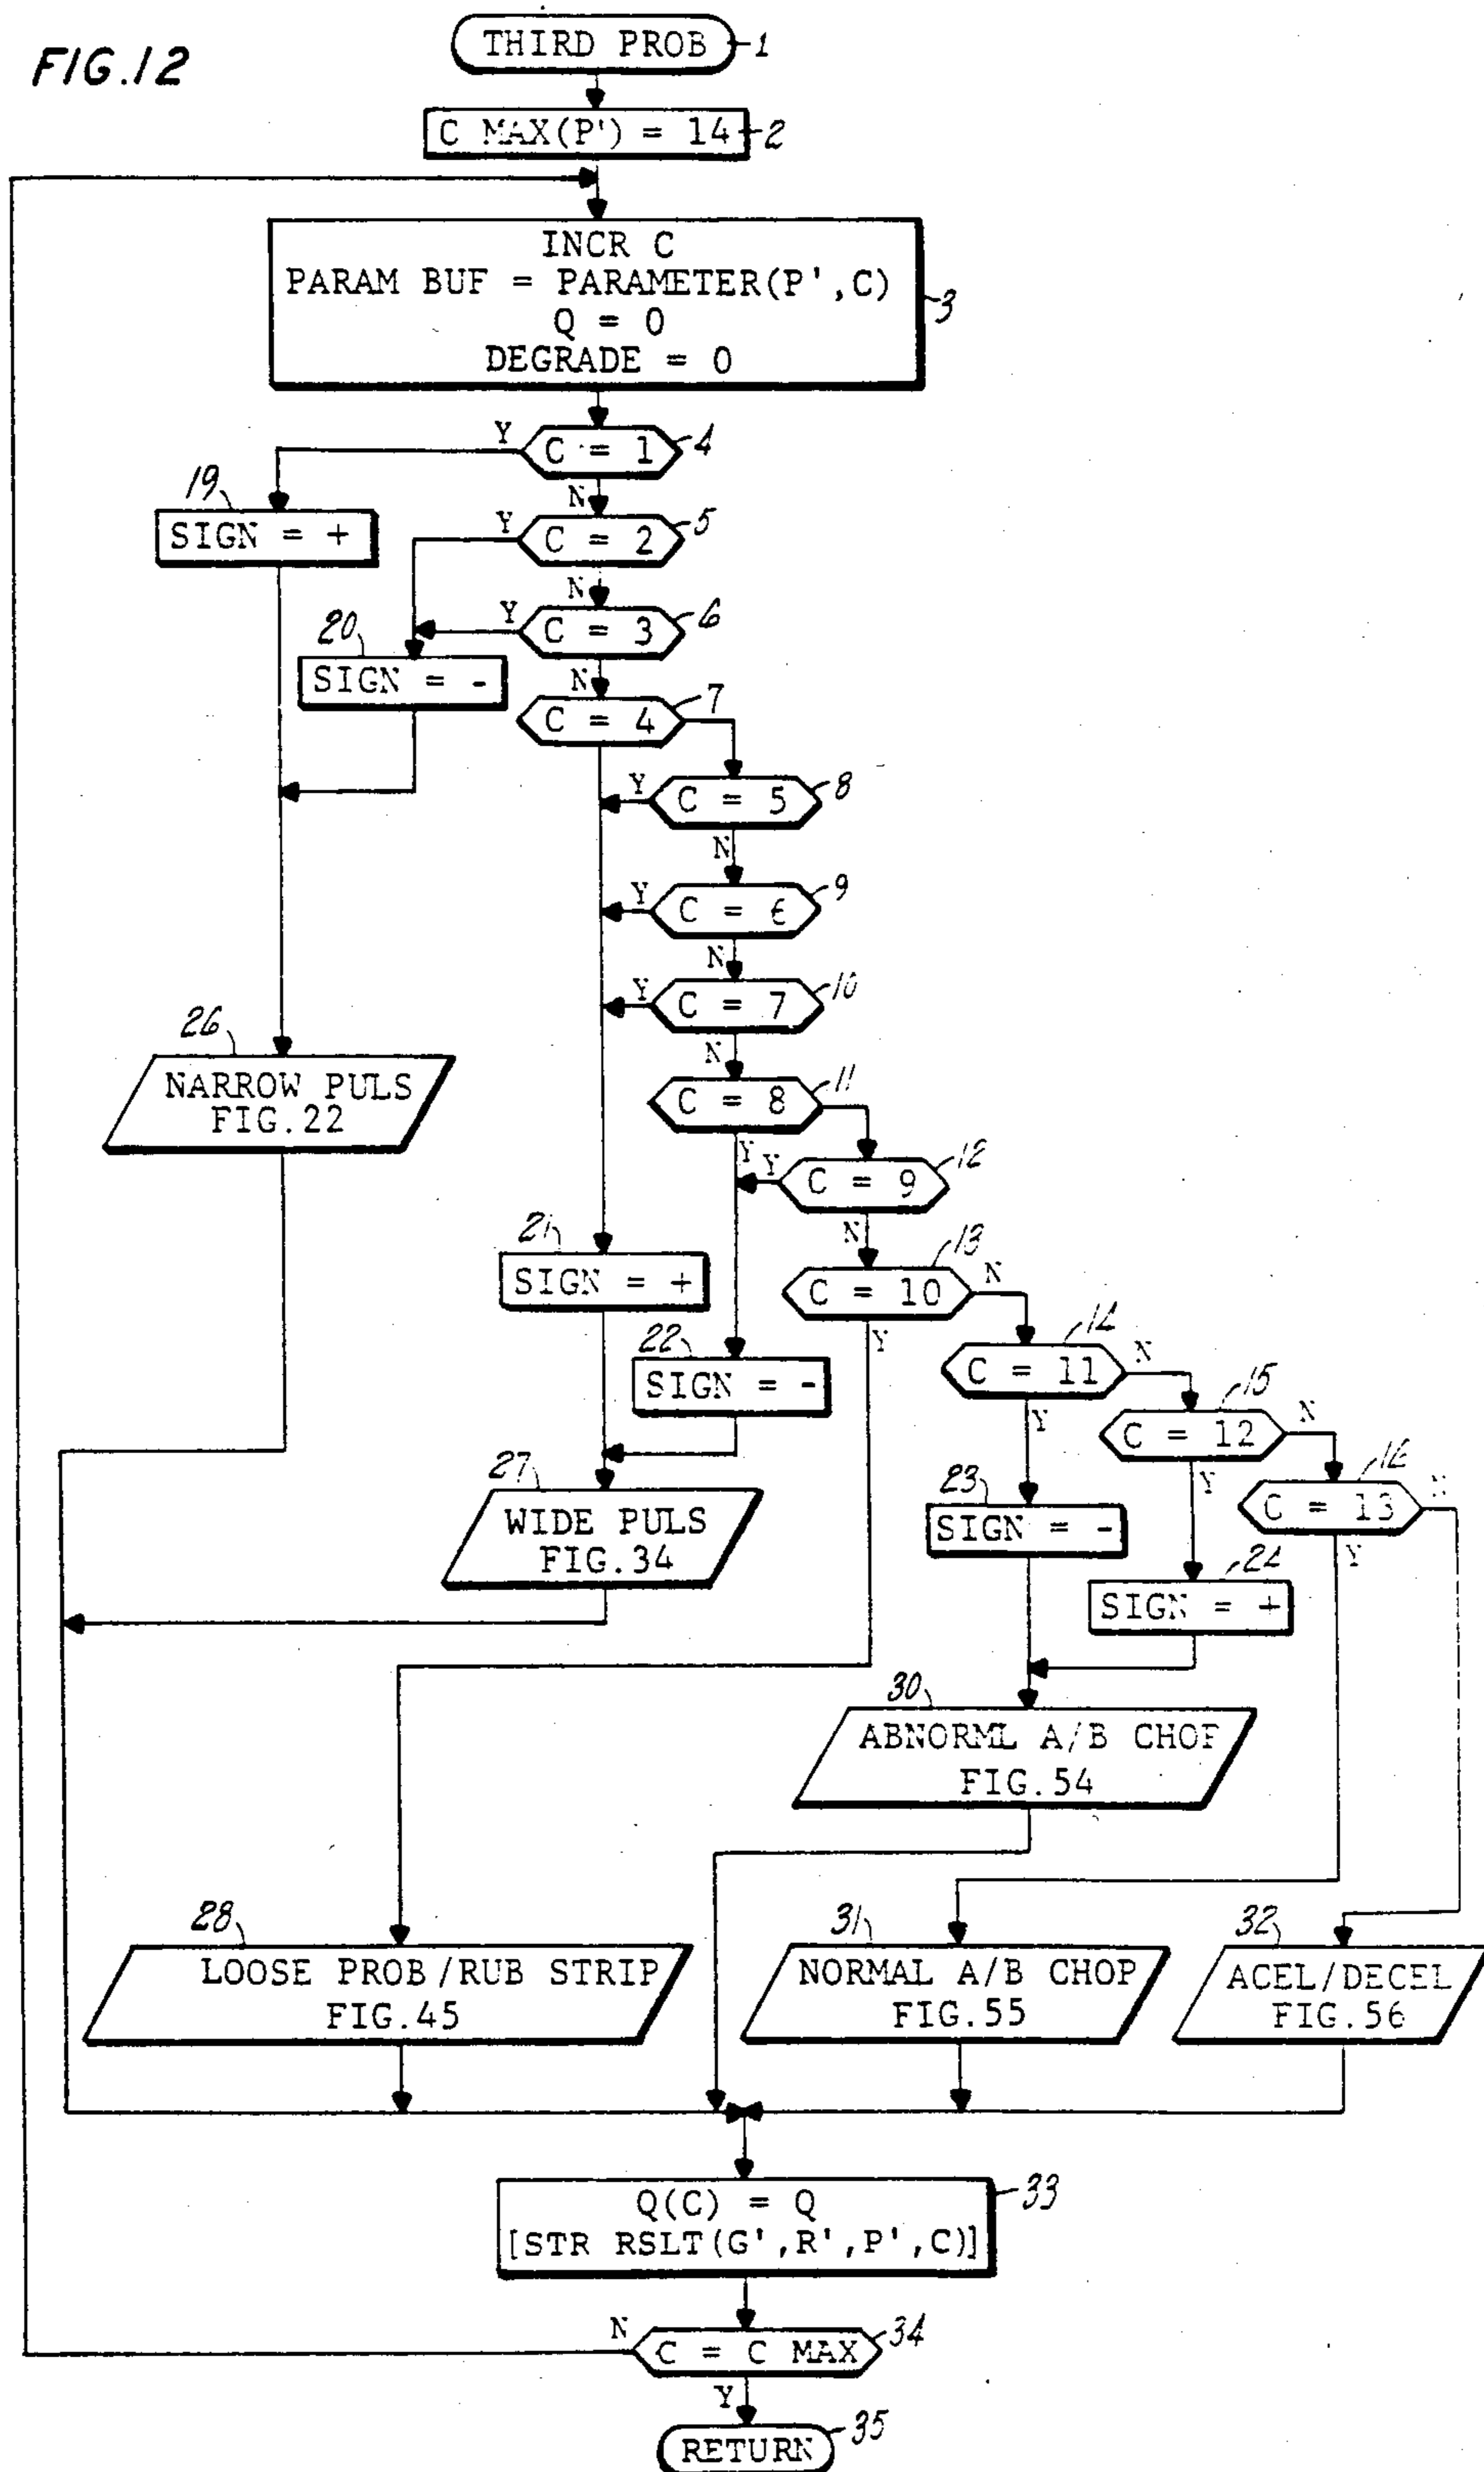 FIG.12
THIRD PROB
1
C MAX(P') = 14
2
INCR C
PARAM BUF = PARAMETER(P',C)
Q = 0
DEGRADE = 0
3
Y
C = 1
4
N
19
SIGN = +
Y
C = 2
5
N
Y
C = 3
6
20
SIGN = -
N
C = 4
7
Y
C = 5
8
N
Y
C = 6
9
N
Y
C = 7
10
N
26
NARROW PULS
FIG.22
C = 8
11
Y
Y
C = 9
12
N
21
SIGN = +
C = 10
13
N
Y
22
SIGN = -
C = 11
14
N
Y
C = 12
15
N
Y
C = 13
16
N
Y
27
WIDE PULS
FIG.34
23
SIGN = -
24
SIGN = +
30
ABNORML A/B CHOP
FIG.54
28
LOOSE PROB/RUB STRIP
FIG.45
31
NORMAL A/B CHOP
FIG.55
32
ACEL/DECEL
FIG.56
Q(C) = Q
[STR RSLT(G',R',P',C)]
33
N
C = C MAX
34
Y
RETURN
35